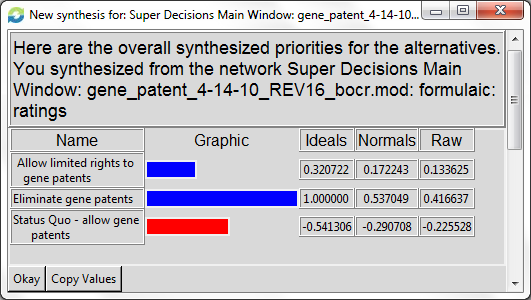 New synthesis for: Super Decisions Main Window: gene_patent_4-14-10...
Here are the overall synthesized priorities for the alternatives.
You synthesized from the network Super Decisions Main
Window: gene_patent_4-14-10_REV16_bocr.mod: formulaic:
ratings
Name Graphic Ideals Normals Raw
Allow limited rights to
gene patents 0.320722 0.172243 0.133625
Eliminate gene patents 1.000000 0.537049 0.416637
Status Quo - allow gene
patents -0.541306 -0.290708 -0.225528
Okay Copy Values